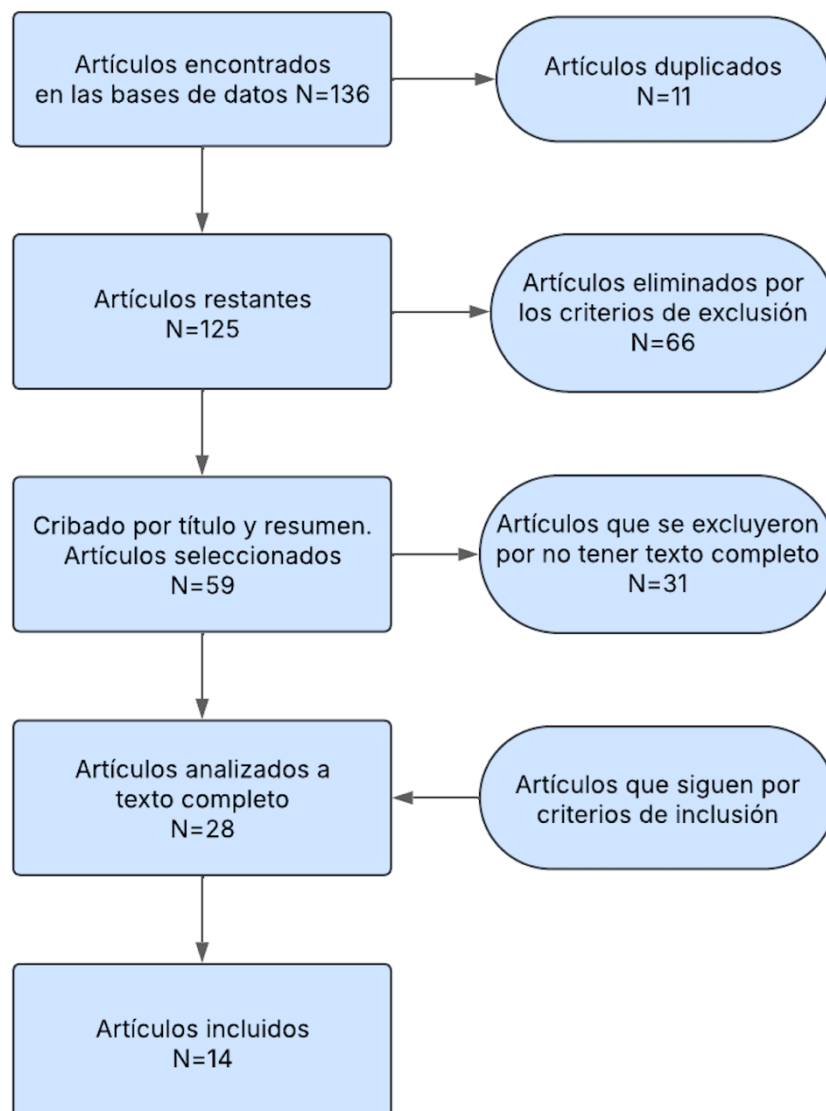 Artículos encontrados
en las bases de datos N=136
Artículos duplicados
N=11
Artículos restantes
N=125
Artículos eliminados por
los criterios de exclusión
N=66
Cribado por título y resumen.
Artículos seleccionados
N=59
Artículos que se excluyeron
por no tener texto completo
N=31
Artículos analizados a
texto completo
N=28
Artículos que siguen por
criterios de inclusión
Artículos incluidos
N=14